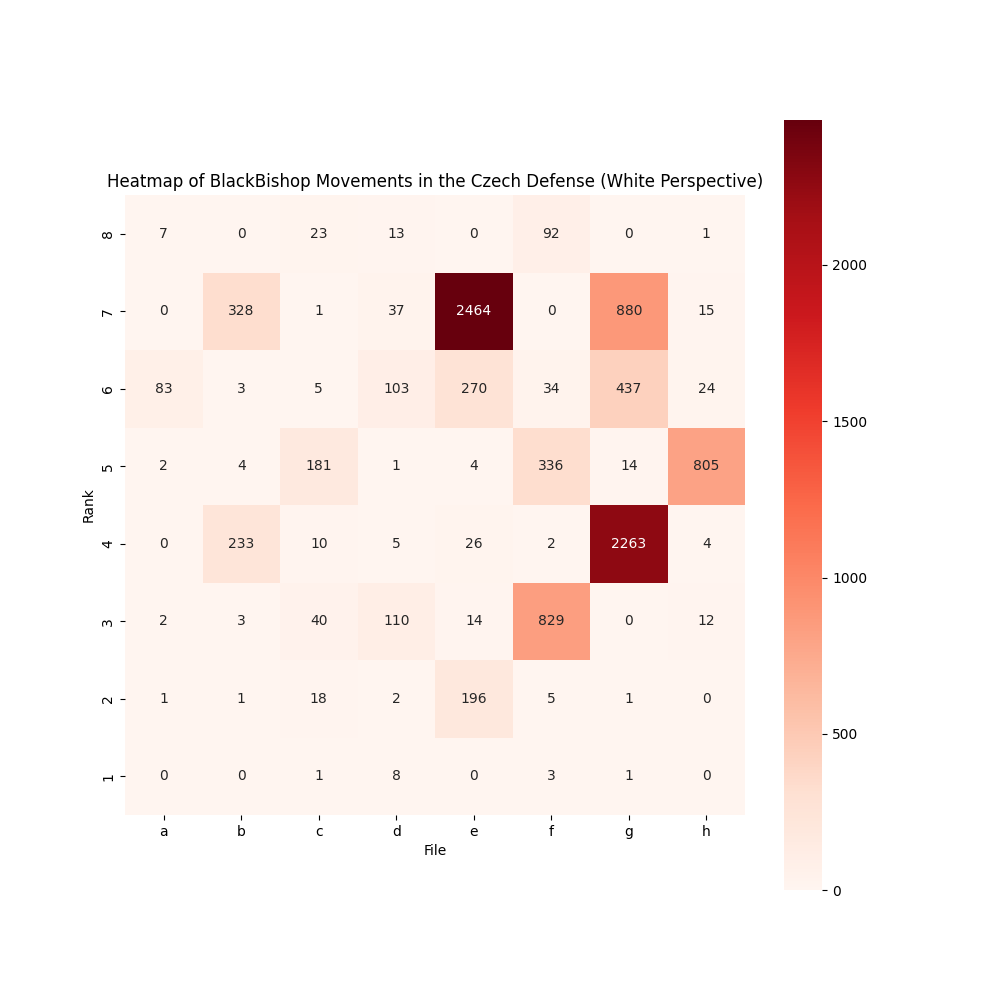 Heatmap of BlackBishop Movements in the Czech Defense (White Perspective)
8 7 0 23 13 0 92 0 1
7 0 328 1 37 2464 0 880 15
6 83 3 5 103 270 34 437 24
5 2 4 181 1 4 336 14 805
4 0 233 10 5 26 2 2263 4
3 2 3 40 110 14 829 0 12
2 1 1 18 2 196 5 1 0
1 0 0 1 8 0 3 1 0
Rank
a b c d e f g h
File
2000
1500
1000
500
0